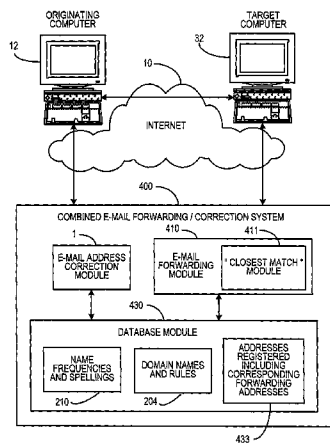 ORIGINATING
COMPUTER
12
TARGET
COMPUTER
32
10
INTERNET
400
COMBINED E-MAIL FORWARDING / CORRECTION SYSTEM
1
E-MAIL ADDRESS
CORRECTION
MODULE
410
E-MAIL
FORWARDING
MODULE
411
"CLOSEST MATCH"
MODULE
430
DATABASE MODULE
NAME
FREQUENCIES
AND SPELLINGS
210
DOMAIN NAMES
AND RULES
204
ADDRESSES
REGISTERED
INCLUDING
CORRESPONDING
FORWARDING
ADDRESSES
433